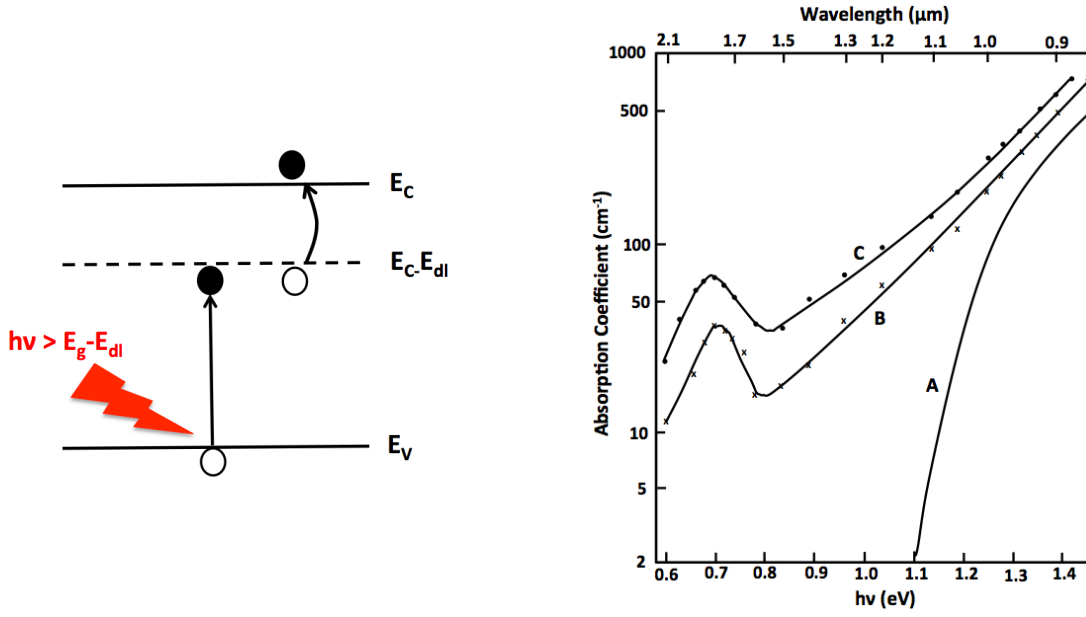 E_C
E_C-E_dl
hν > E_g-E_dl
E_V
Wavelength (μm)
2.1 1.7 1.5 1.3 1.2 1.1 1.0 0.9
1000
500
100
50
10
5
2
Absorption Coefficient (cm⁻¹)
C
B
A
0.6 0.7 0.8 0.9 1.0 1.1 1.2 1.3 1.4
hν (eV)